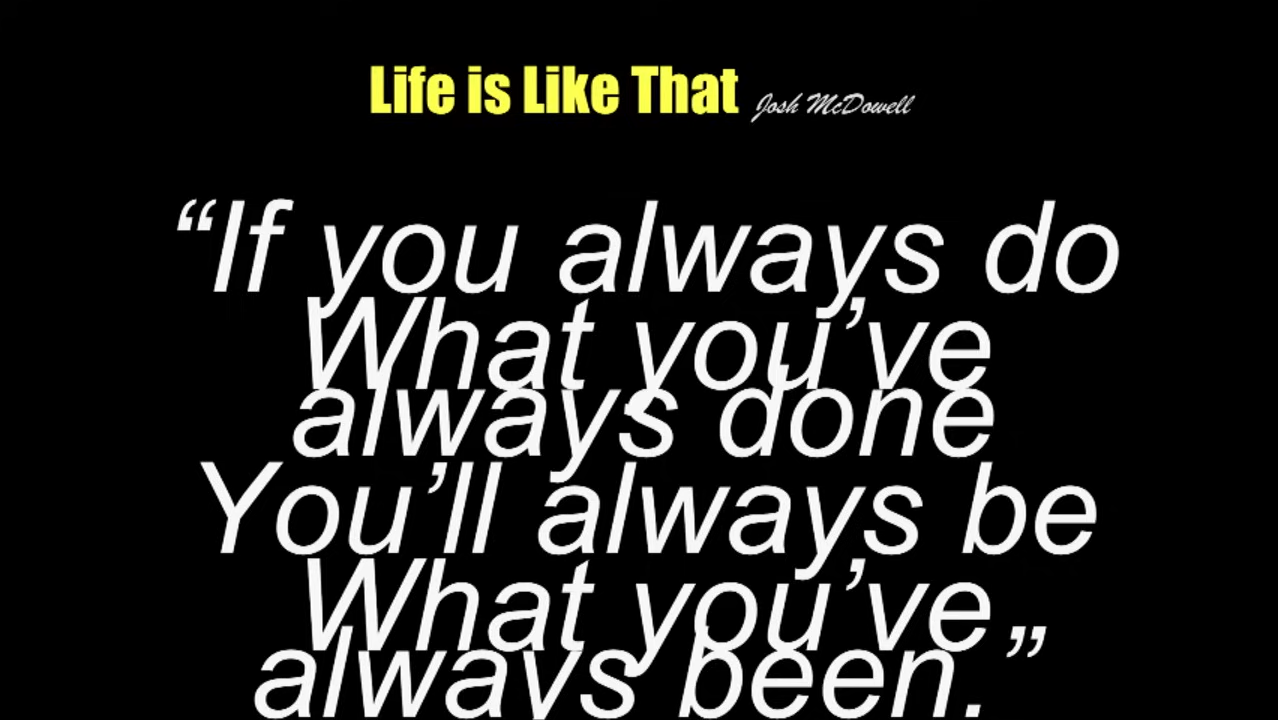 Life is Like That Josh McDowell
“If you always do
What you’ve
always done
You’ll always be
What you’ve
always been.”